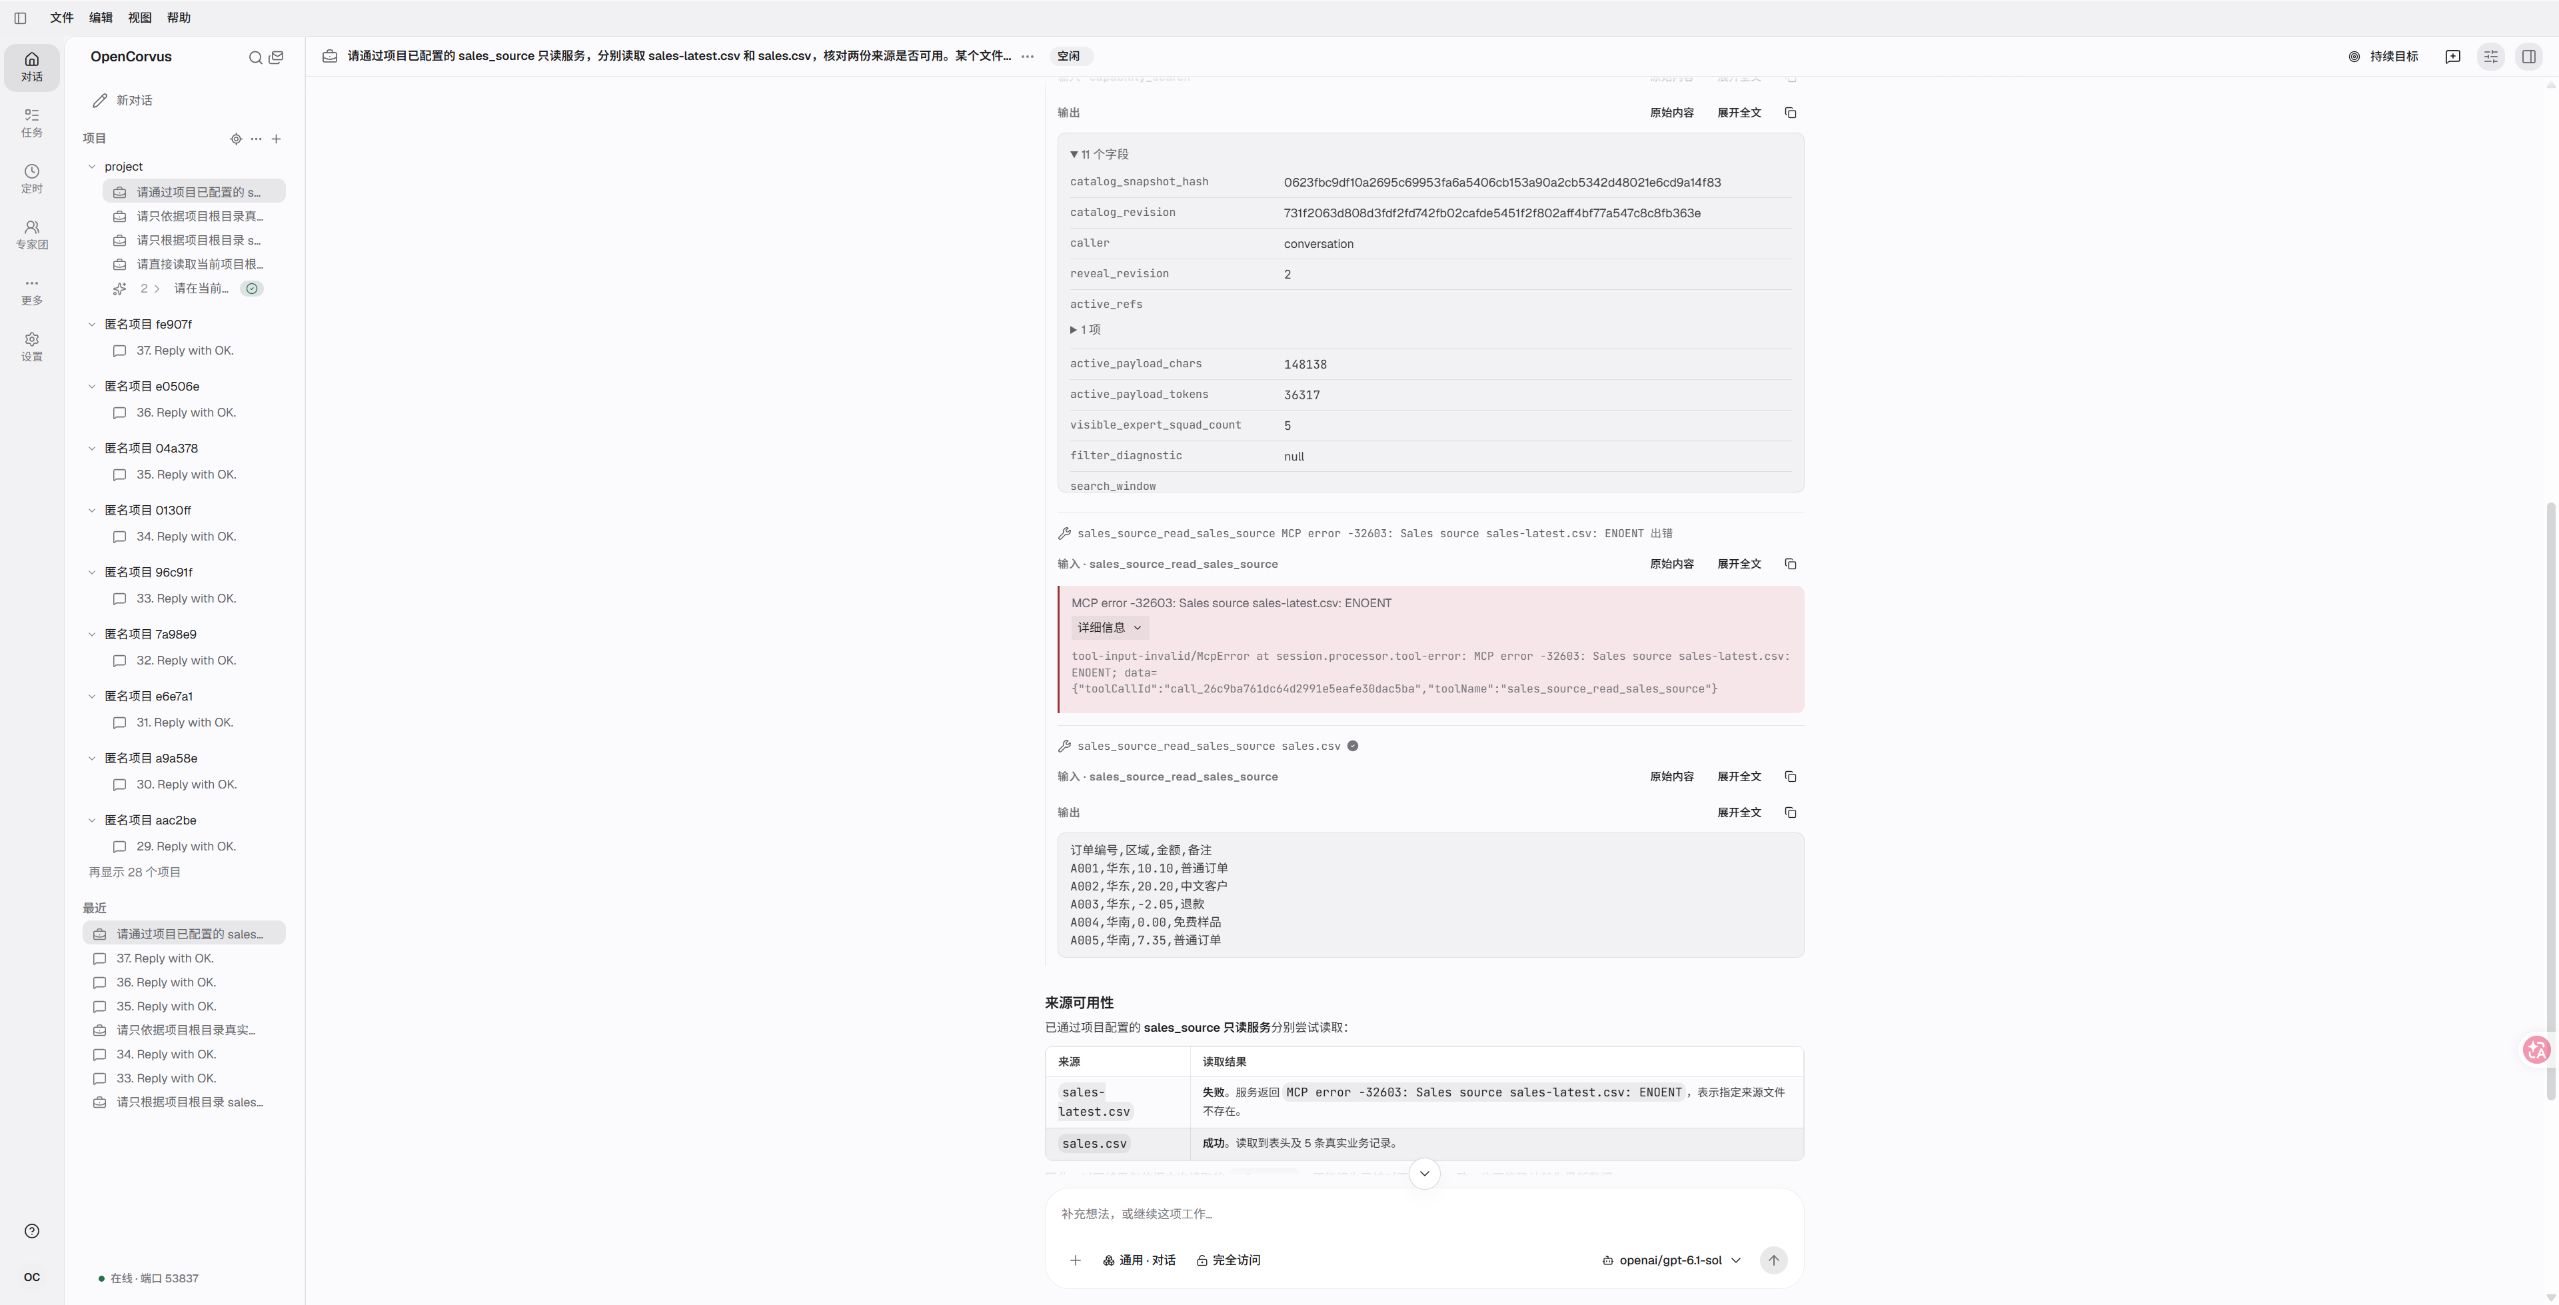 文件 编辑 视图 帮助
对话
任务
定时
专家团
更多
设置
OC
OpenCorvus
新对话
项目
project
请通过项目已配置的 s...
请只依据项目根目录真...
请只根据项目根目录 s...
请直接读取当前项目根...
2 请在当前...
匿名项目 fe907f
37. Reply with OK.
匿名项目 e0506e
36. Reply with OK.
匿名项目 04a378
35. Reply with OK.
匿名项目 0130ff
34. Reply with OK.
匿名项目 96c91f
33. Reply with OK.
匿名项目 7a98e9
32. Reply with OK.
匿名项目 e6e7a1
31. Reply with OK.
匿名项目 a9a58e
30. Reply with OK.
匿名项目 aac2be
29. Reply with OK.
再显示 28 个项目
最近
请通过项目已配置的 sales...
37. Reply with OK.
36. Reply with OK.
35. Reply with OK.
请只依据项目根目录真实...
34. Reply with OK.
33. Reply with OK.
请只根据项目根目录 sales...
在线 · 端口 53837
请通过项目已配置的 sales_source 只读服务，分别读取 sales-latest.csv 和 sales.csv，核对两份来源是否可用。某个文件... 空闲 持续目标
输出 原始内容 展开全文
11 个字段
catalog_snapshot_hash 0623fbc9df10a2695c69953fa6a5406cb153a90a2cb5342d48021e6cd9a14f83
catalog_revision 731f2063d808d3fdf2fd742fb02cafde5451f2f802aff4bf77a547c8c8fb363e
caller conversation
reveal_revision 2
active_refs
1 项
active_payload_chars 148138
active_payload_tokens 36317
visible_expert_squad_count 5
filter_diagnostic null
search_window
sales_source_read_sales_source MCP error -32603: Sales source sales-latest.csv: ENOENT 出错
输入 · sales_source_read_sales_source 原始内容 展开全文
MCP error -32603: Sales source sales-latest.csv: ENOENT
详细信息
tool-input-invalid/McpError at session.processor.tool-error: MCP error -32603: Sales source sales-latest.csv:
ENOENT; data=
{"toolCallId":"call_26c9ba761dc64d2991e5eafe30dac5ba","toolName":"sales_source_read_sales_source"}
sales_source_read_sales_source sales.csv
输入 · sales_source_read_sales_source 原始内容 展开全文
输出 展开全文
订单编号,区域,金额,备注
A001,华东,10.10,普通订单
A002,华东,20.20,中文客户
A003,华东,-2.05,退款
A004,华南,0.00,免费样品
A005,华南,7.35,普通订单
来源可用性
已通过项目配置的 sales_source 只读服务分别尝试读取：
来源 读取结果
sales-
latest.csv
失败。服务返回 MCP error -32603: Sales source sales-latest.csv: ENOENT，表示指定来源文件
不存在。
sales.csv 成功。读取到表头及 5 条真实业务记录。
补充想法，或继续这项工作...
通用 · 对话 完全访问 openai/gpt-6.1-sol